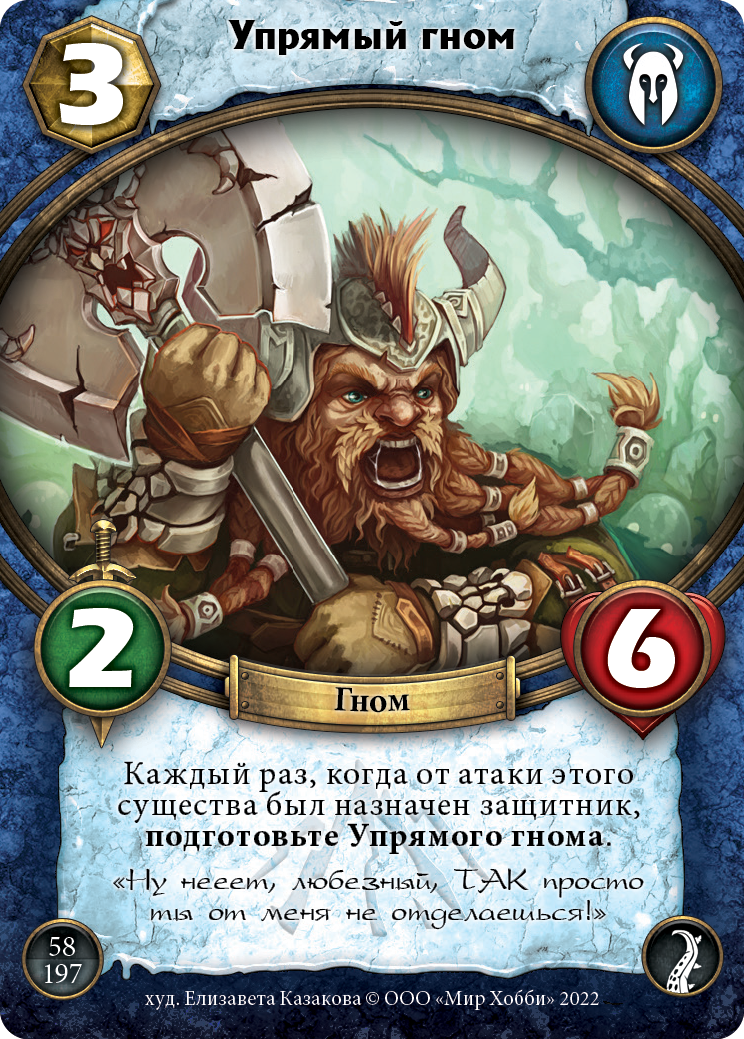 Упрямый гном
3
2
6
Гном
Каждый раз, когда от атаки этого
существа был назначен защитник,
подготовьте Упрямого гнома.
«Ну нееет, любезный, ТАК просто
ты от меня не отделаешься!»
58
197
худ. Елизавета Казакова © ООО «Мир Хобби» 2022